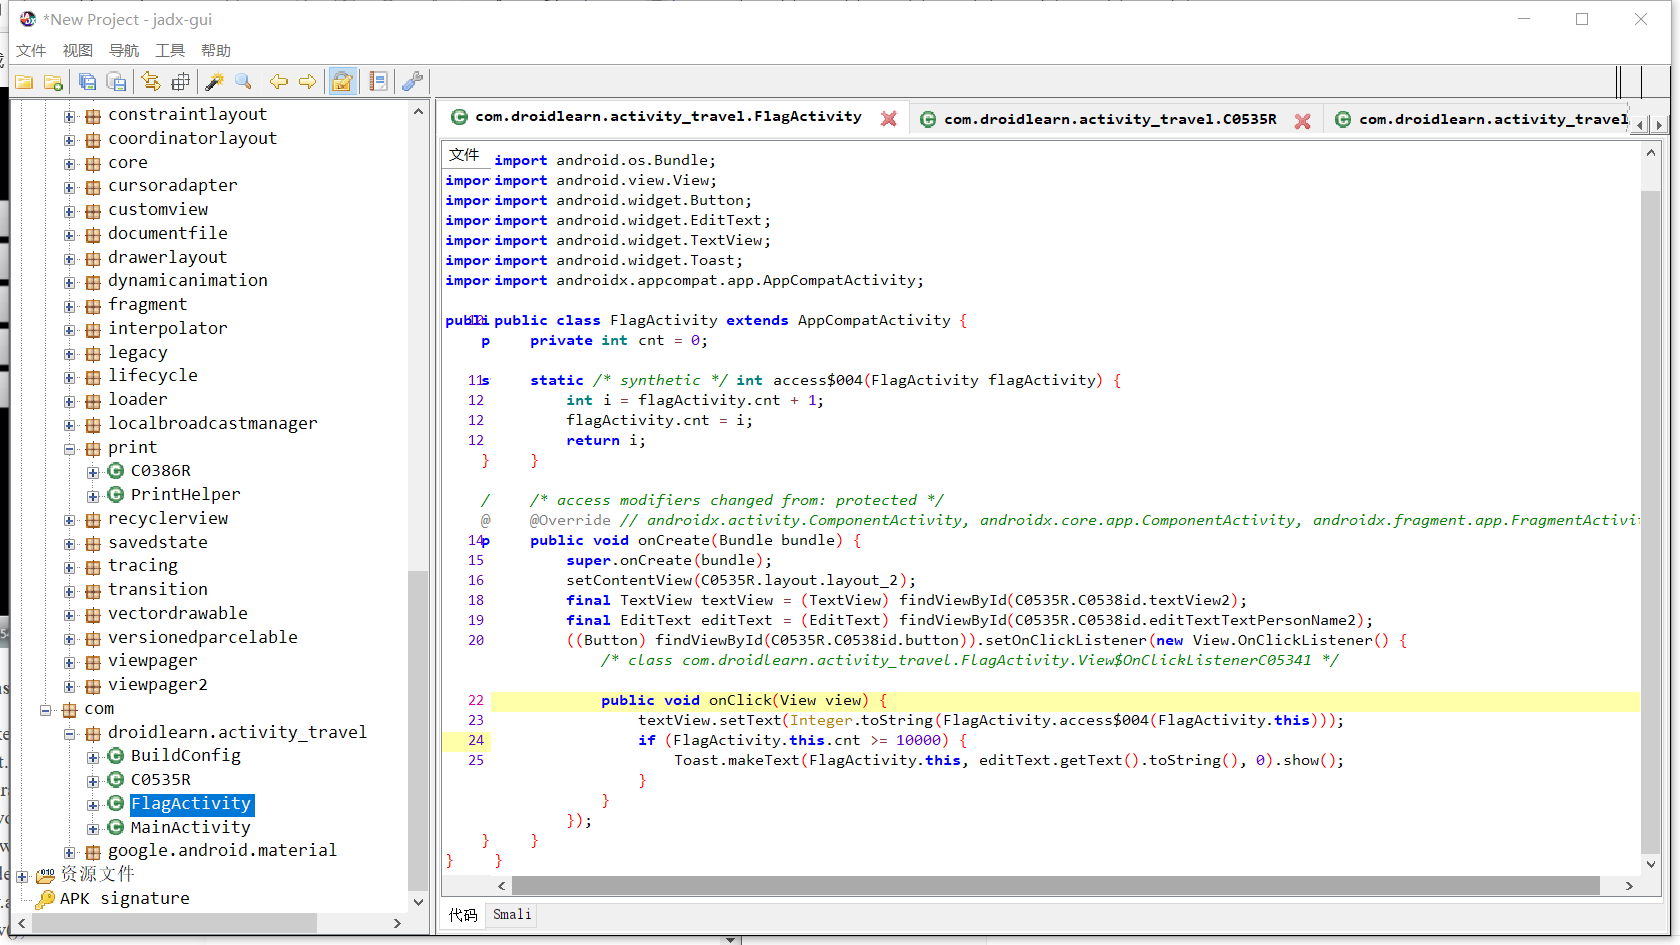 *New Project - jadx-gui
文件 视图 导航 工具 帮助
constraintlayout
coordinatorlayout
core
cursoradapter
customview
documentfile
drawerlayout
dynamicanimation
fragment
interpolator
legacy
lifecycle
loader
localbroadcastmanager
print
C0386R
PrintHelper
recyclerview
savedstate
tracing
transition
vectordrawable
versionedparcelable
viewpager
viewpager2
com
droidlearn.activity_travel
BuildConfig
C0535R
FlagActivity
MainActivity
google.android.material
资源文件
APK signature
com.droidlearn.activity_travel.FlagActivity com.droidlearn.activity_travel.C0535R com.droidlearn.activity_travel
文件 import android.os.Bundle;
impor import android.view.View;
impor import android.widget.Button;
impor import android.widget.EditText;
impor import android.widget.TextView;
impor import android.widget.Toast;
impor import androidx.appcompat.app.AppCompatActivity;
publi public class FlagActivity extends AppCompatActivity {
p private int cnt = 0;
11s static /* synthetic */ int access$004(FlagActivity flagActivity) {
12 int i = flagActivity.cnt + 1;
12 flagActivity.cnt = i;
12 return i;
} }
/ /* access modifiers changed from: protected */
@ @Override // androidx.activity.ComponentActivity, androidx.core.app.ComponentActivity, androidx.fragment.app.FragmentActivi
14p public void onCreate(Bundle bundle) {
15 super.onCreate(bundle);
16 setContentView(C0535R.layout.layout_2);
18 final TextView textView = (TextView) findViewById(C0535R.C0538id.textView2);
19 final EditText editText = (EditText) findViewById(C0535R.C0538id.editTextTextPersonName2);
20 ((Button) findViewById(C0535R.C0538id.button)).setOnClickListener(new View.OnClickListener() {
/* class com.droidlearn.activity_travel.FlagActivity.View$OnClickListenerC05341 */
22 public void onClick(View view) {
23 textView.setText(Integer.toString(FlagActivity.access$004(FlagActivity.this)));
24 if (FlagActivity.this.cnt >= 10000) {
25 Toast.makeText(FlagActivity.this, editText.getText().toString(), 0).show();
}
}
});
} }
} }
代码 Smali